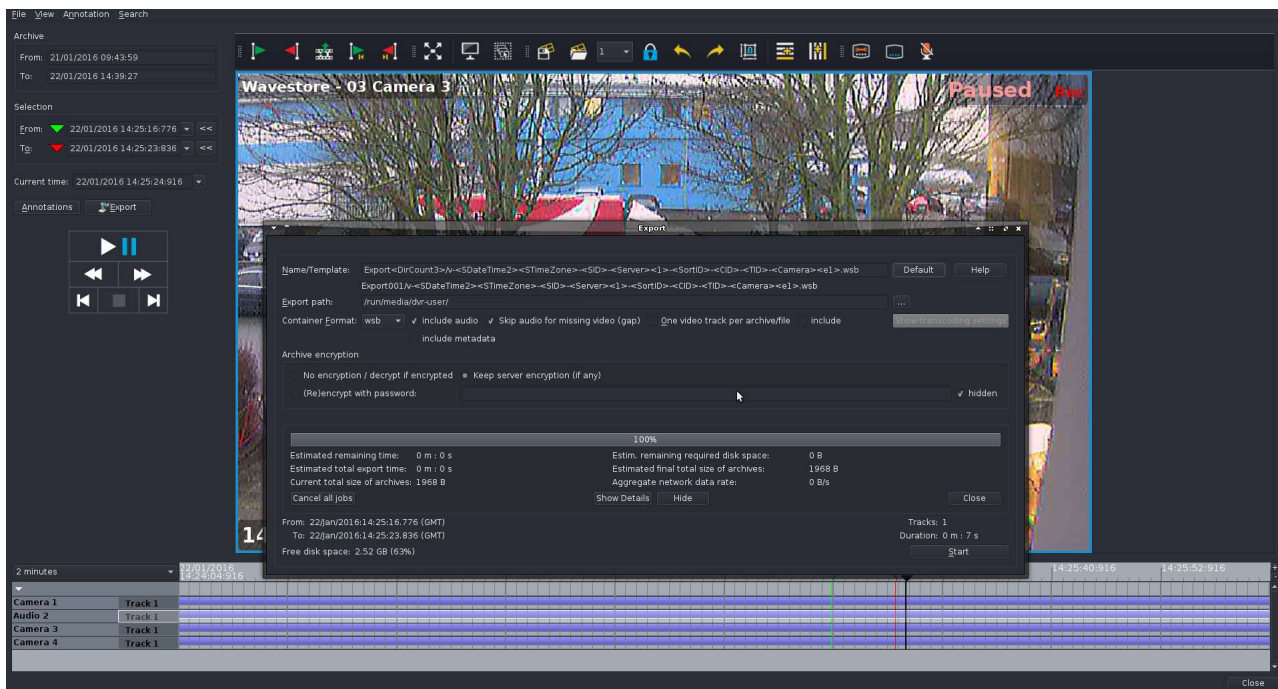 File View Annotation Search
Archive
From: 21/01/2016 09:43:59
To: 22/01/2016 14:39:27
Selection
From: 22/01/2016 14:25:16:776 <<
To: 22/01/2016 14:25:23:836 <<
Current time: 22/01/2016 14:25:24:916
Annotations Export
1
Wavestore - 03 Camera 3
Paused Rec
Export
Name/Template: Export<DirCount3>/v-<SDateTime2><STimeZone>-<SID>-<Server><1>-<SortID>-<CID>-<TID>-<Camera><e1>.wsb Default Help
Export001/v-<SDateTime2><STimeZone>-<SID>-<Server><1>-<SortID>-<CID>-<TID>-<Camera><e1>.wsb
Export path: /run/media/dvr-user/ ...
Container Format: wsb include audio Skip audio for missing video (gap) One video track per archive/file include Show transcoding settings
include metadata
Archive encryption
No encryption / decrypt if encrypted Keep server encryption (if any)
(Re)encrypt with password: hidden
100%
Estimated remaining time: 0 m : 0 s Estim. remaining required disk space: 0 B
Estimated total export time: 0 m : 0 s Estimated final total size of archives: 1968 B
Current total size of archives: 1968 B Aggregate network data rate: 0 B/s
Cancel all jobs Show Details Hide Close
From: 22/Jan/2016:14:25:16.776 (GMT) Tracks: 1
To: 22/Jan/2016:14:25:23.836 (GMT) Duration: 0 m : 7 s
Free disk space: 2.52 GB (63%) Start
14
2 minutes 22/01/2016
14:24:04:916 14:25:40:916 14:25:52:916
Camera 1 Track 1
Audio 2 Track 1
Camera 3 Track 1
Camera 4 Track 1
Close